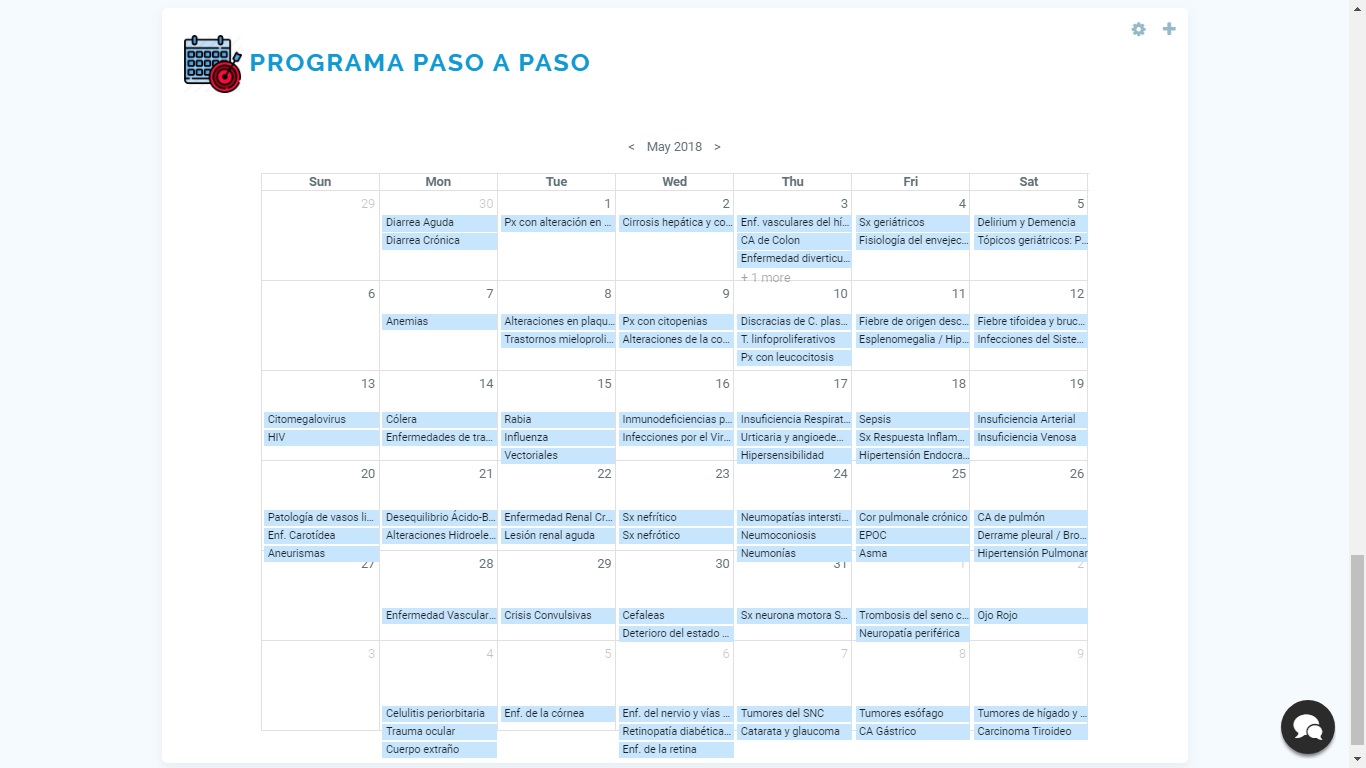 PROGRAMA PASO A PASO
< May 2018 >
Sun Mon Tue Wed Thu Fri Sat
29 30 1 2 3 4 5
Diarrea Aguda Px con alteración en ... Cirrosis hepática y co... Enf. vasculares del hí... Sx geriátricos Delirium y Demencia
Diarrea Crónica CA de Colon Fisiología del envejec... Tópicos geriátricos: P...
Enfermedad diverticu...
+ 1 more
6 7 8 9 10 11 12
Anemias Alteraciones en plaqu... Px con citopenias Discracias de C. plas... Fiebre de origen desc... Fiebre tifoidea y bruc...
Trastornos mieloproli... Alteraciones de la co... T. linfoproliferativos Esplenomegalia / Hip... Infecciones del Siste...
Px con leucocitosis
13 14 15 16 17 18 19
Citomegalovirus Cólera Rabia Inmunodeficiencias p... Insuficiencia Respirat... Sepsis Insuficiencia Arterial
HIV Enfermedades de tra... Influenza Infecciones por el Vir... Urticaria y angioede... Sx Respuesta Inflam... Insuficiencia Venosa
Vectoriales Hipersensibilidad Hipertensión Endocra...
20 21 22 23 24 25 26
Patología de vasos li... Desequilibrio Ácido-B... Enfermedad Renal Cr... Sx nefrítico Neumopatías intersti... Cor pulmonale crónico CA de pulmón
Enf. Carotídea Alteraciones Hidroele... Lesión renal aguda Sx nefrótico Neumoconiosis EPOC Derrame pleural / Bro...
Aneurismas Neumonías Asma Hipertensión Pulmonar
27 28 29 30 31 1 2
Enfermedad Vascular... Crisis Convulsivas Cefaleas Sx neurona motora S... Trombosis del seno c... Ojo Rojo
Deterioro del estado ... Neuropatía periférica
3 4 5 6 7 8 9
Celulitis periorbitaria Enf. de la córnea Enf. del nervio y vías ... Tumores del SNC Tumores esófago Tumores de hígado y ...
Trauma ocular Retinopatía diabética... Catarata y glaucoma CA Gástrico Carcinoma Tiroideo
Cuerpo extraño Enf. de la retina